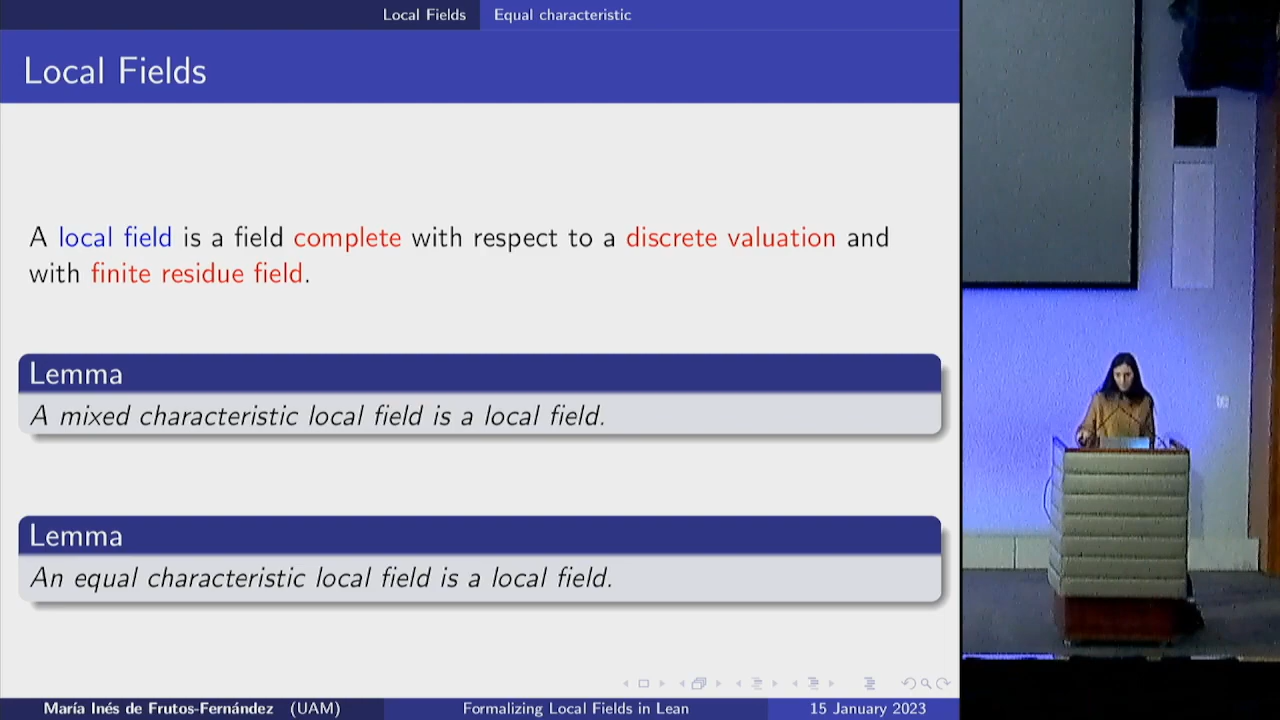 Local Fields
Equal characteristic
Local Fields
A local field is a field complete with respect to a discrete valuation and
with finite residue field.
Lemma
A mixed characteristic local field is a local field.
Lemma
An equal characteristic local field is a local field.
María Inés de Frutos-Fernández (UAM)
Formalizing Local Fields in Lean
15 January 2023